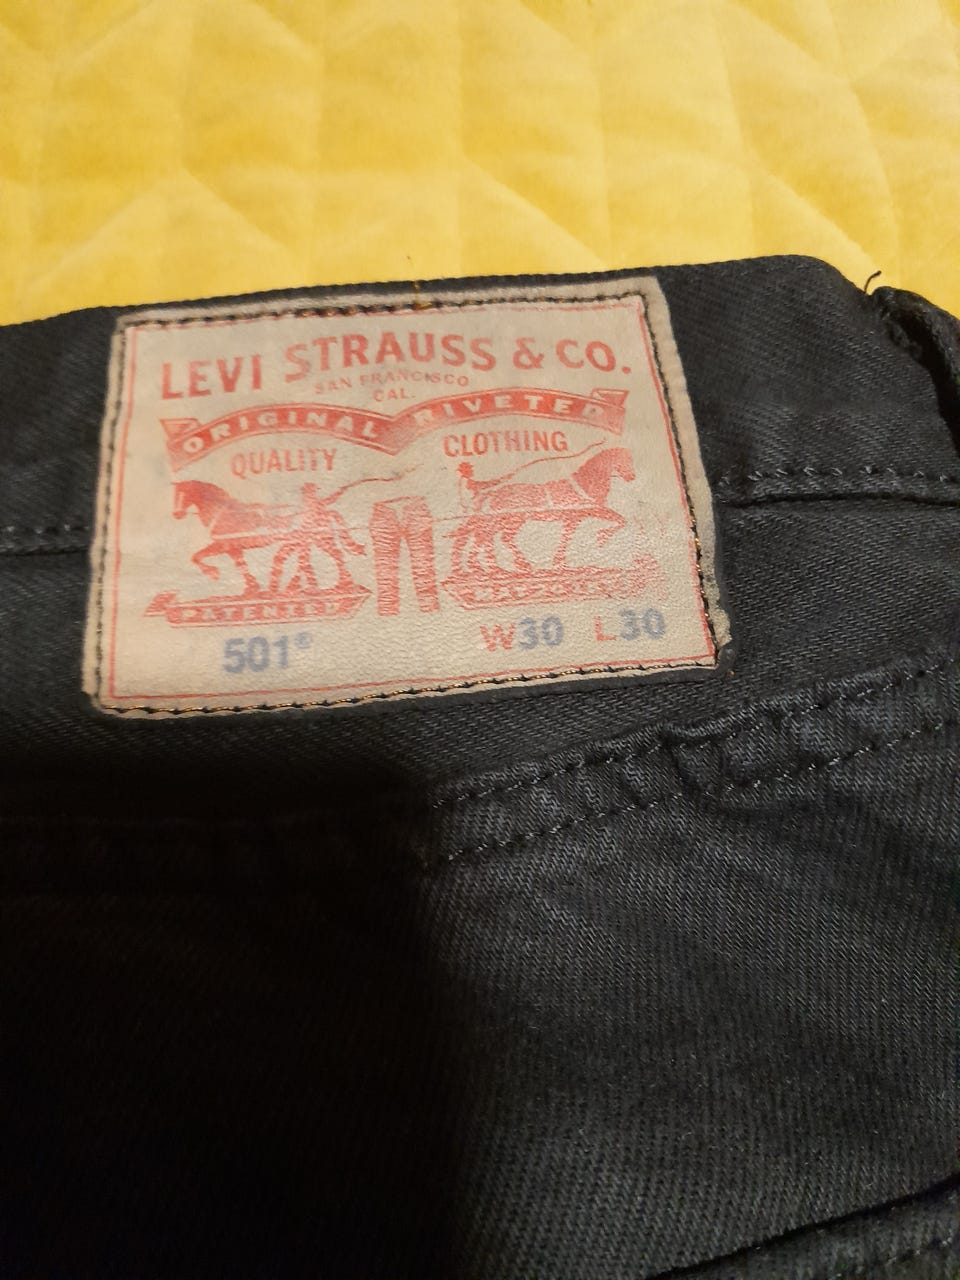 LEVI STRAUSS & CO.
SAN FRANCISCO
CAL.
ORIGINAL RIVETED
QUALITY CLOTHING
PATENTED
501® W30 L30